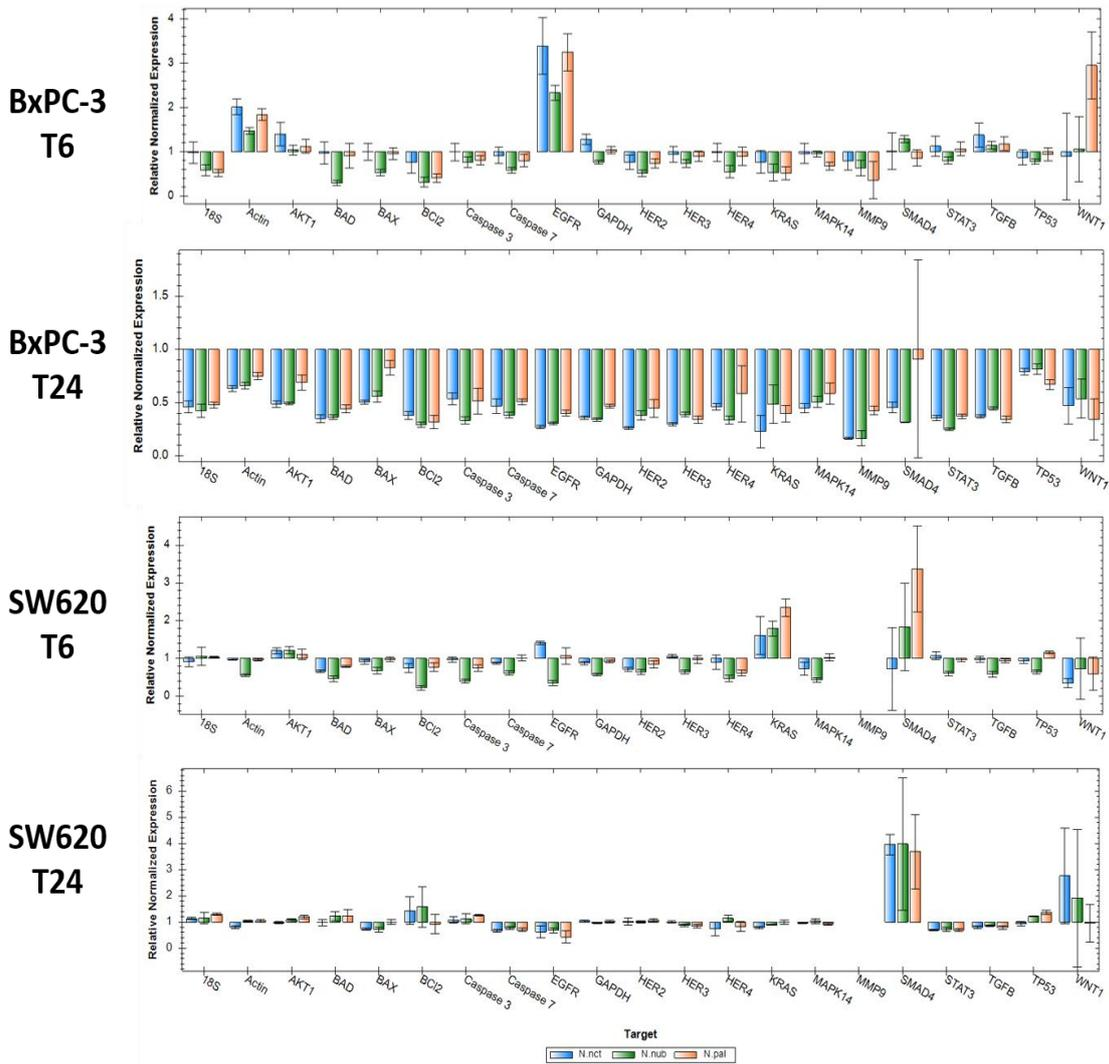 BxPC-3
T6
Relative Normalized Expression
4
3
2
1
0
18S Actin AKT1 BAD BAX BCl2 Caspase 3 Caspase 7 EGFR GAPDH HER2 HER3 HER4 KRAS MAPK14 MMP9 SMAD4 STAT3 TGFB TP53 WNT1
BxPC-3
T24
Relative Normalized Expression
1.5
1.0
0.5
0.0
18S Actin AKT1 BAD BAX BCl2 Caspase 3 Caspase 7 EGFR GAPDH HER2 HER3 HER4 KRAS MAPK14 MMP9 SMAD4 STAT3 TGFB TP53 WNT1
SW620
T6
Relative Normalized Expression
4
3
2
1
0
18S Actin AKT1 BAD BAX BCl2 Caspase 3 Caspase 7 EGFR GAPDH HER2 HER3 HER4 KRAS MAPK14 MMP9 SMAD4 STAT3 TGFB TP53 WNT1
SW620
T24
Relative Normalized Expression
6
5
4
3
2
1
0
18S Actin AKT1 BAD BAX BCl2 Caspase 3 Caspase 7 EGFR GAPDH HER2 HER3 HER4 KRAS MAPK14 MMP9 SMAD4 STAT3 TGFB TP53 WNT1
Target
N.nct N.nub N.pal